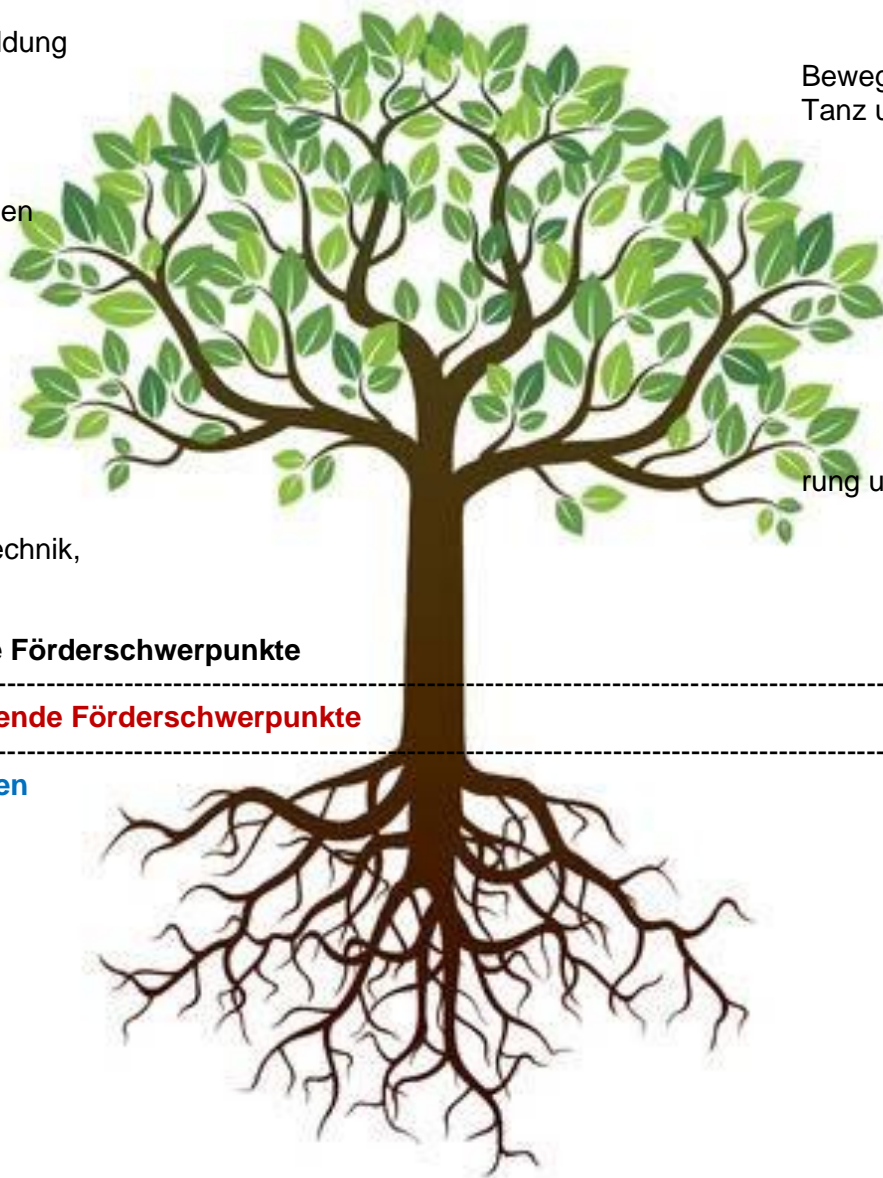 ldung
Beweg
Tanz u
en
rung u
echnik,
e Förderschwerpunkte
ende Förderschwerpunkte
en